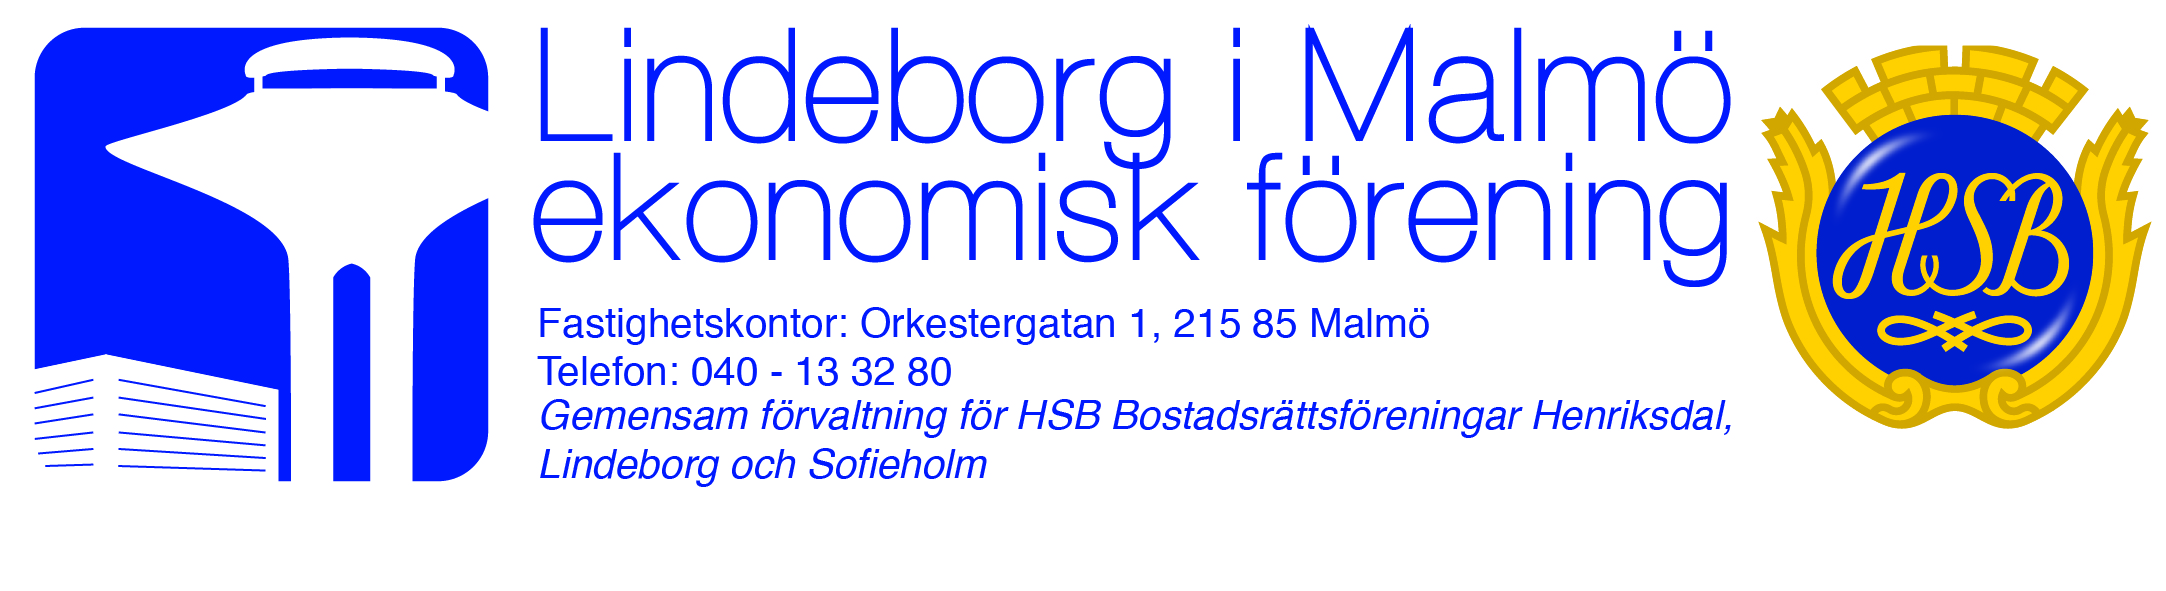 Lindeborg i Malmö
ekonomisk förening
Fastighetskontor: Orkestergatan 1, 215 85 Malmö
Telefon: 040 - 13 32 80
Gemensam förvaltning för HSB Bostadsrättsföreningar Henriksdal,
Lindeborg och Sofieholm
HSB